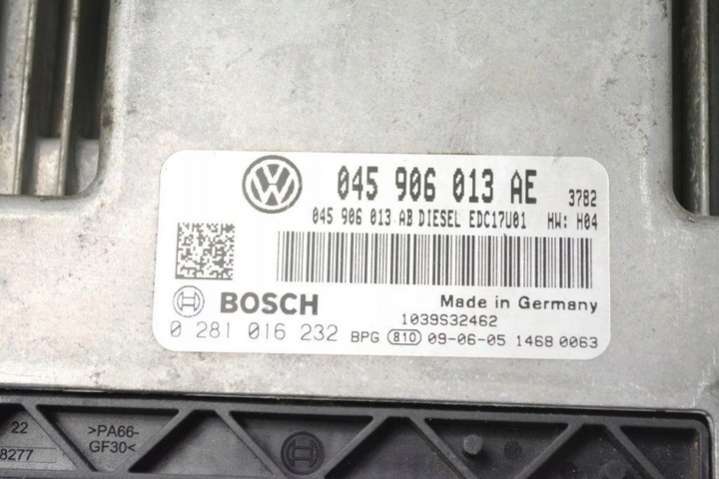 045 906 013 AE 3782
045 906 013 AB DIESEL EDC17U01 HW: H04
BOSCH Made in Germany
1039S32462
0 281 016 232 BPG 810 09-06-05 1468 0063
22 >PA66-
8277 GF30<